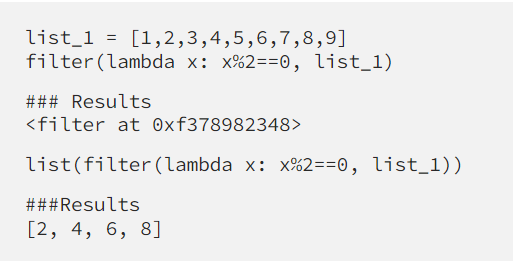 list_1 = [1,2,3,4,5,6,7,8,9]
filter(lambda x: x%2==0, list_1)
### Results
<filter at 0xf378982348>
list(filter(lambda x: x%2==0, list_1))
###Results
[2, 4, 6, 8]